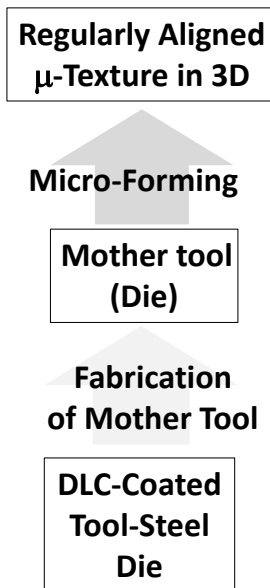 Regularly Aligned
μ-Texture in 3D
Micro-Forming
Mother tool
(Die)
Fabrication
of Mother Tool
DLC-Coated
Tool-Steel
Die